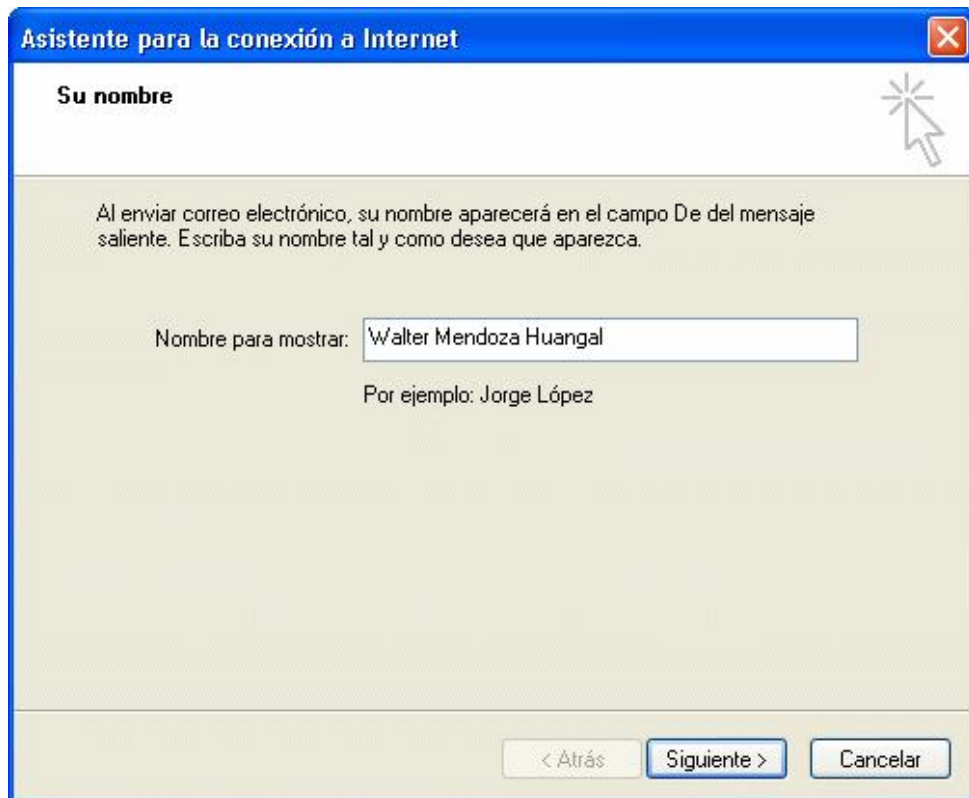 Asistente para la conexión a Internet
Su nombre
Al enviar correo electrónico, su nombre aparecerá en el campo De del mensaje
saliente. Escriba su nombre tal y como desea que aparezca.
Nombre para mostrar: Walter Mendoza Huangal
Por ejemplo: Jorge López
< Atrás Siguiente > Cancelar